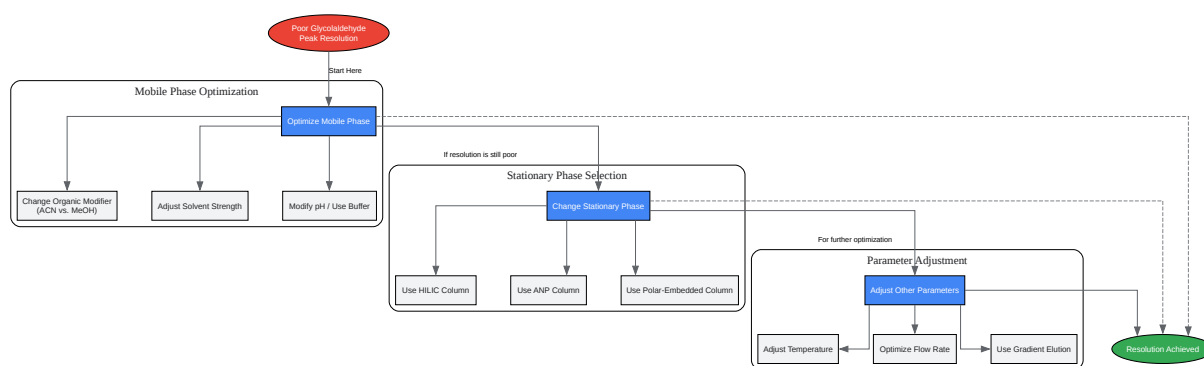 Poor Glycolaldehyde
Peak Resolution
Start Here
Mobile Phase Optimization
Optimize Mobile Phase
Change Organic Modifier
(ACN vs. MeOH)
Adjust Solvent Strength
Modify pH / Use Buffer
If resolution is still poor
Stationary Phase Selection
Change Stationary Phase
Use HILIC Column
Use ANP Column
Use Polar-Embedded Column
For further optimization
Parameter Adjustment
Adjust Other Parameters
Adjust Temperature
Optimize Flow Rate
Use Gradient Elution
Resolution Achieved